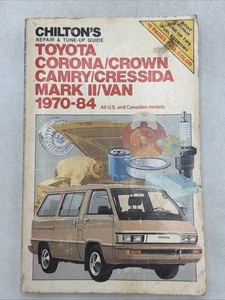 CHILTON'S
REPAIR & TUNE-UP GUIDE
TOYOTA
CORONA/CROWN
CAMRY/CRESSIDA
MARK II/VAN
1970-84 All U.S. and Canadian models
TOYOTA